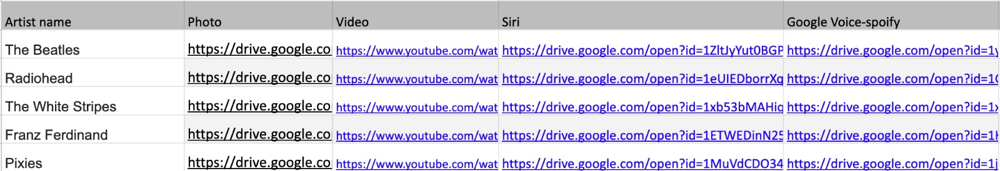 Artist name Photo Video Siri Google Voice-spoify
The Beatles https://drive.google.co https://www.youtube.com/wat https://drive.google.com/open?id=1ZltJyYut0BGP https://drive.google.com/open?id=1y
Radiohead https://drive.google.co https://www.youtube.com/wat https://drive.google.com/open?id=1eUIEDborrXq https://drive.google.com/open?id=1
The White Stripes https://drive.google.co https://www.youtube.com/wat https://drive.google.com/open?id=1xb53bMAHiq https://drive.google.com/open?id=1x
Franz Ferdinand https://drive.google.co https://www.youtube.com/wat https://drive.google.com/open?id=1ETWEDinN25 https://drive.google.com/open?id=1
Pixies https://drive.google.co https://www.youtube.com/wat https://drive.google.com/open?id=1MuVdCDO34 https://drive.google.com/open?id=1j